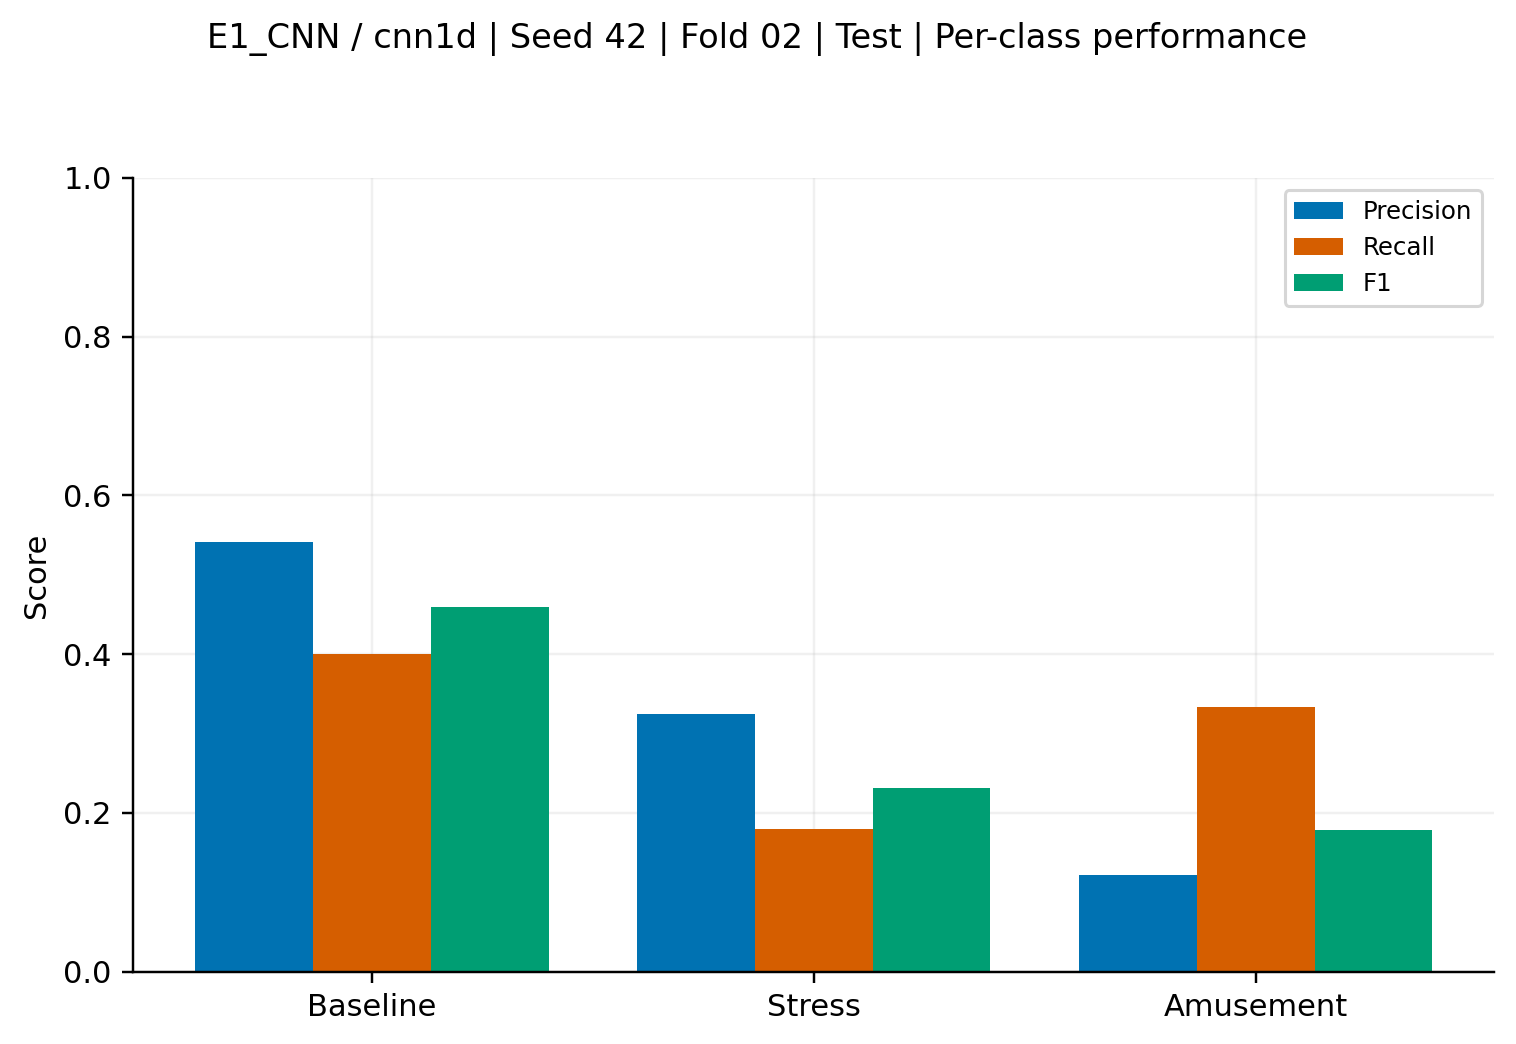 E1_CNN / cnn1d | Seed 42 | Fold 02 | Test | Per-class performance
1.0
0.8
0.6
0.4
0.2
0.0
Score
Precision
Recall
F1
Baseline
Stress
Amusement